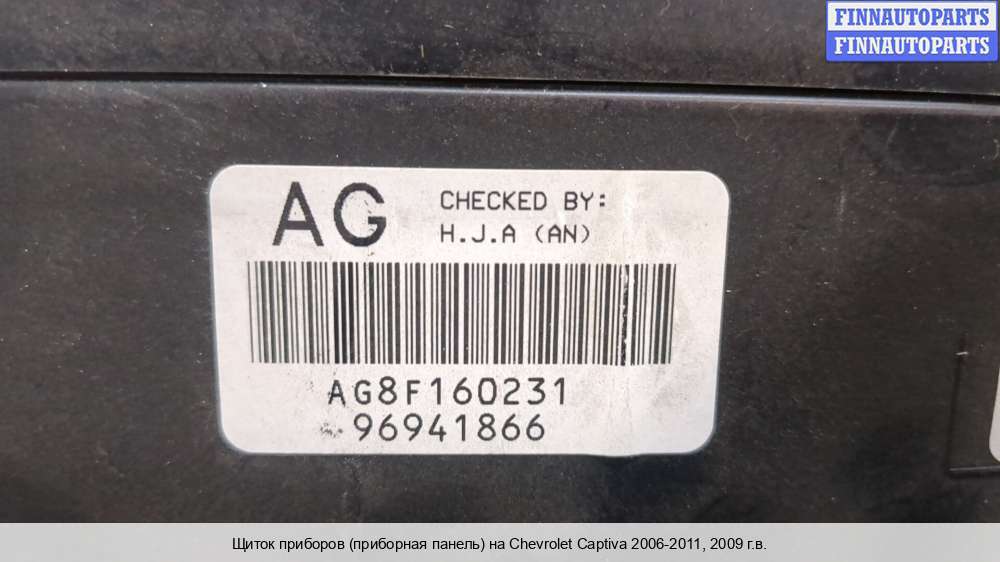 FINNAUTOPARTS
FINNAUTOPARTS
AG
CHECKED BY:
H.J.A (AN)
AG8F160231
96941866
Щиток приборов (приборная панель) на Chevrolet Captiva 2006-2011, 2009 г.в.